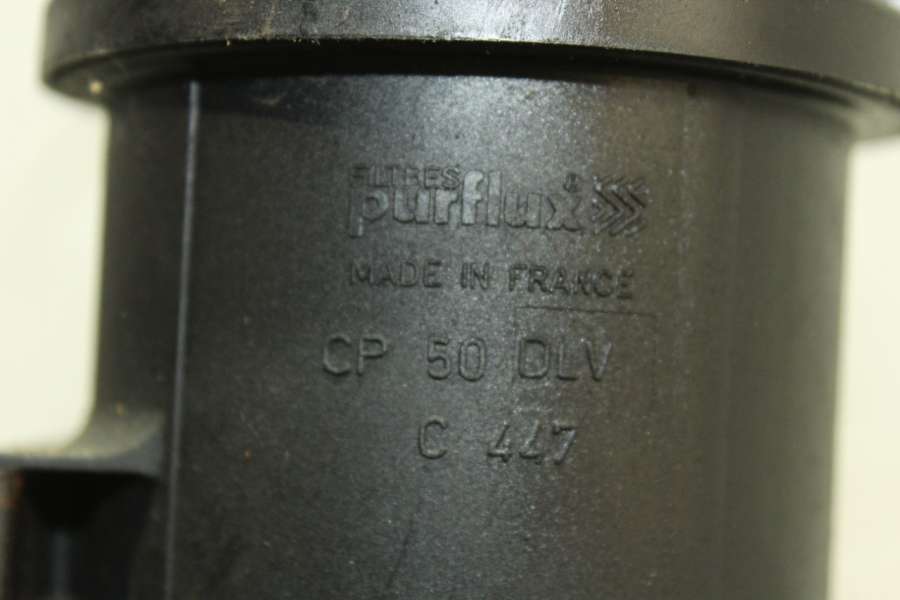 FILTRES
purflux®
MADE IN FRANCE
CP 50 DLV
C 447